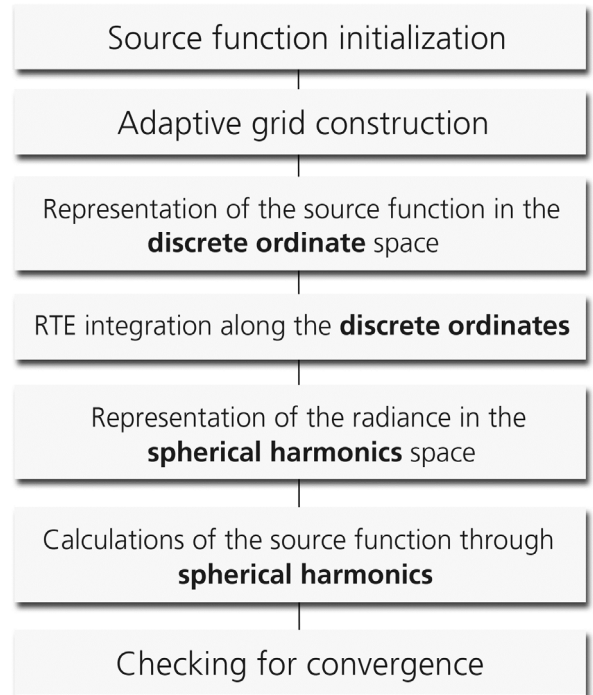 Source function initialization
Adaptive grid construction
Representation of the source function in the
discrete ordinate space
RTE integration along the discrete ordinates
Representation of the radiance in the
spherical harmonics space
Calculations of the source function through
spherical harmonics
Checking for convergence